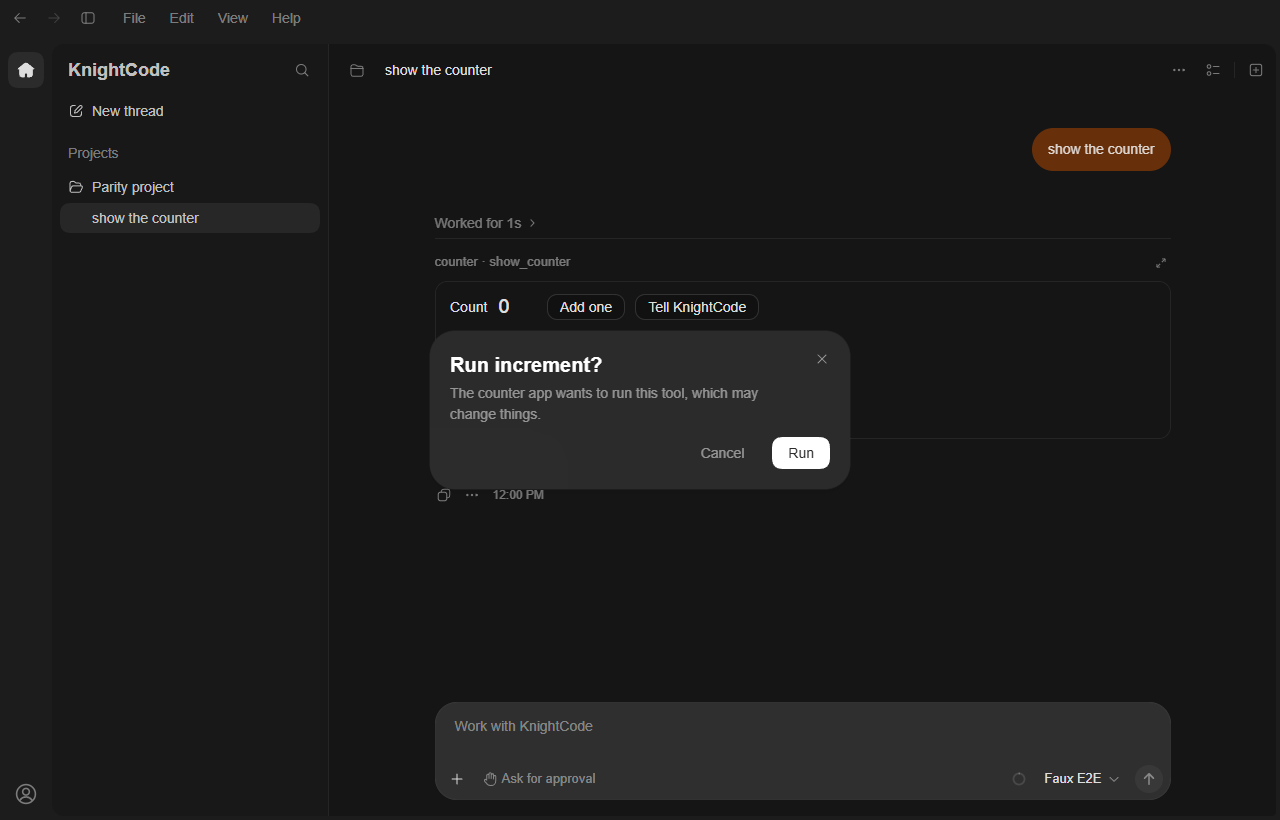 File Edit View Help
KnightCode
New thread
Projects
Parity project
show the counter
show the counter
show the counter
Worked for 1s
counter · show_counter
Count 0 Add one Tell KnightCode
Run increment?
The counter app wants to run this tool, which may
change things.
Cancel Run
12:00 PM
Work with KnightCode
Ask for approval
Faux E2E